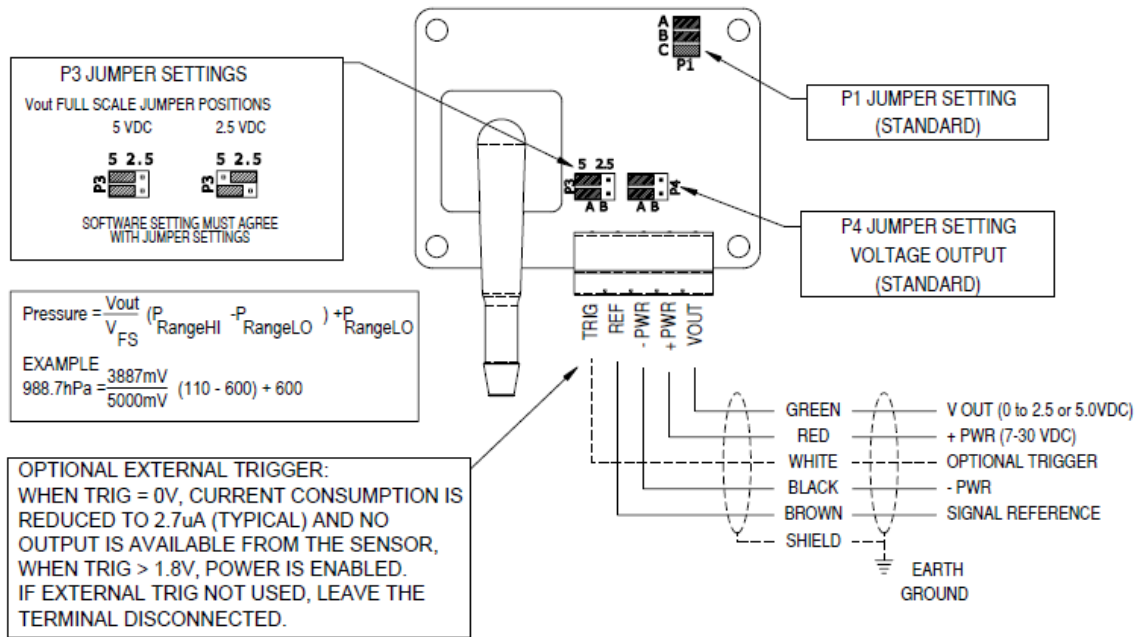 P3 JUMPER SETTINGS
Vout FULL SCALE JUMPER POSITIONS
5 VDC 2.5 VDC
5 2.5 5 2.5
P3 P3
SOFTWARE SETTING MUST AGREE
WITH JUMPER SETTINGS
A
B
C
P1
P1 JUMPER SETTING
(STANDARD)
5 2.5
P3 P4
A B A B
P4 JUMPER SETTING
VOLTAGE OUTPUT
(STANDARD)
Pressure = Vout / VFS (PRangeHI - PRangeLO) + PRangeLO
EXAMPLE
988.7hPa = 3887mV / 5000mV (110 - 600) + 600
TRIG
REF
- PWR
+ PWR
VOUT
GREEN V OUT (0 to 2.5 or 5.0VDC)
RED + PWR (7-30 VDC)
WHITE OPTIONAL TRIGGER
BLACK - PWR
BROWN SIGNAL REFERENCE
SHIELD
EARTH
GROUND
OPTIONAL EXTERNAL TRIGGER:
WHEN TRIG = 0V, CURRENT CONSUMPTION IS
REDUCED TO 2.7uA (TYPICAL) AND NO
OUTPUT IS AVAILABLE FROM THE SENSOR,
WHEN TRIG > 1.8V, POWER IS ENABLED.
IF EXTERNAL TRIG NOT USED, LEAVE THE
TERMINAL DISCONNECTED.